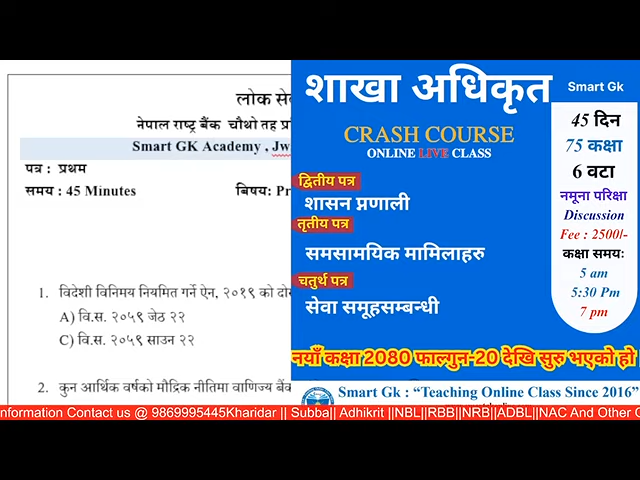 लोक सेव
नेपाल राष्ट्र बैंक चौथो तह प्र
Smart GK Academy , Jw
पत्र : प्रथम
समय : 45 Minutes
बिषय: Pr
1. विदेशी विनिमय नियमित गर्ने ऐन, २०१९ को दोस
A) वि.स. २०५९ जेठ २२
C) वि.स. २०५९ साउन २२
2. कुन आर्थिक वर्षको मौद्रिक नीतिमा वाणिज्य बैंक
शाखा अधिकृत
Smart Gk
CRASH COURSE
ONLINE LIVE CLASS
द्वितीय पत्र
शासन प्रणाली
तृतीय पत्र
समसामयिक मामिलाहरु
चतुर्थ पत्र
सेवा समूहसम्बन्धी
45 दिन
75 कक्षा
6 वटा
नमूना परिक्षा
Discussion
Fee : 2500/-
कक्षा समयः
5 am
5:30 Pm
7 pm
नयाँ कक्षा 2080 फाल्गुन-20 देखि सुरु भएको हो
Smart Gk : “Teaching Online Class Since 2016”
nformation Contact us @ 9869995445Kharidar || Subba|| Adhikrit ||NBL||RBB||NRB||ADBL||NAC And Other